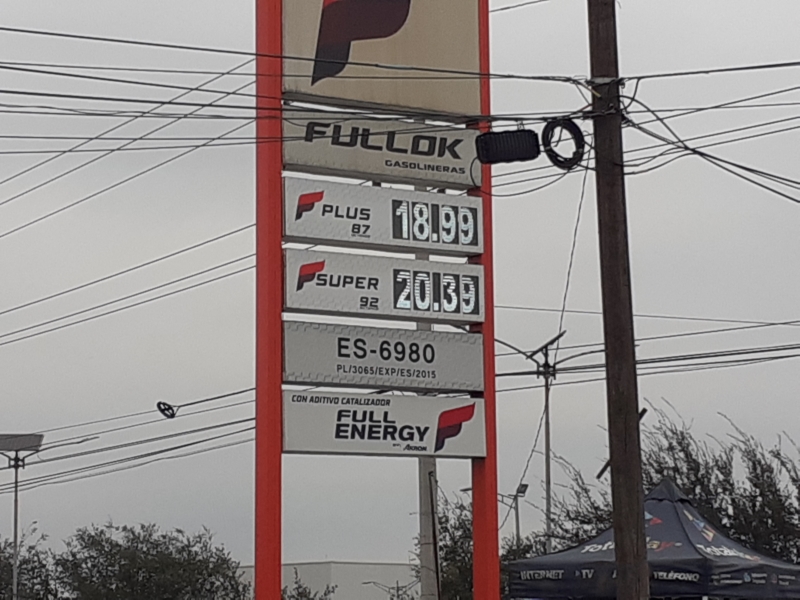 FULLOK
GASOLINERAS
PLUS 18.99
87
SUPER 20.39
92
ES-6980
PL/3065/EXP/ES/2015
CON ADITIVO CATALIZADOR
FULL
ENERGY
AKRON
INTERNET TV TELÉFONO